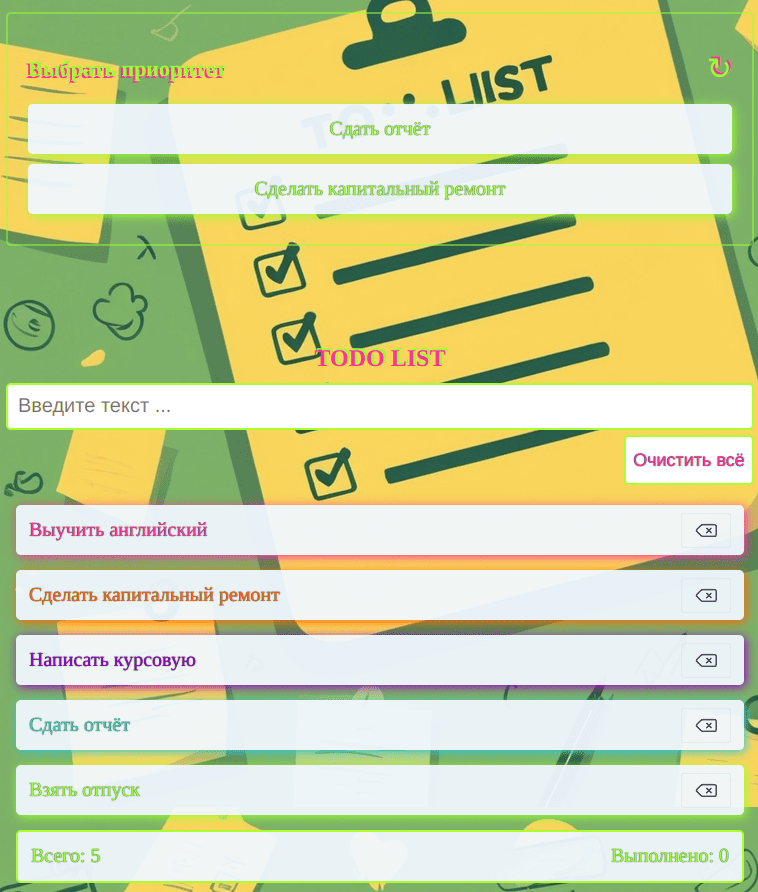 Выбрать приоритет
Сдать отчёт
Сделать капитальный ремонт
TODO LIST
Введите текст ...
Очистить всё
Выучить английский
Сделать капитальный ремонт
Написать курсовую
Сдать отчёт
Взять отпуск
Всего: 5
Выполнено: 0